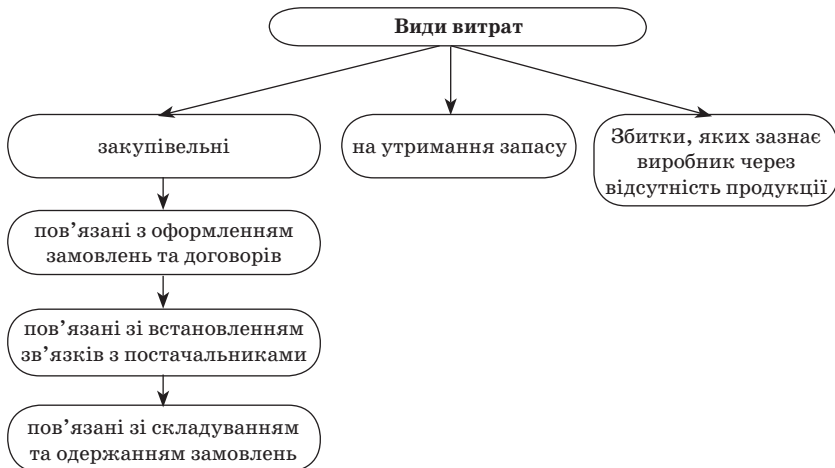 Види витрат
закупівельні
на утримання запасу
Збитки, яких зазнає
виробник через
відсутність продукції
пов’язані з оформленням
замовлень та договорів
пов’язані зі встановленням
зв’язків з постачальниками
пов’язані зі складуванням
та одержанням замовлень